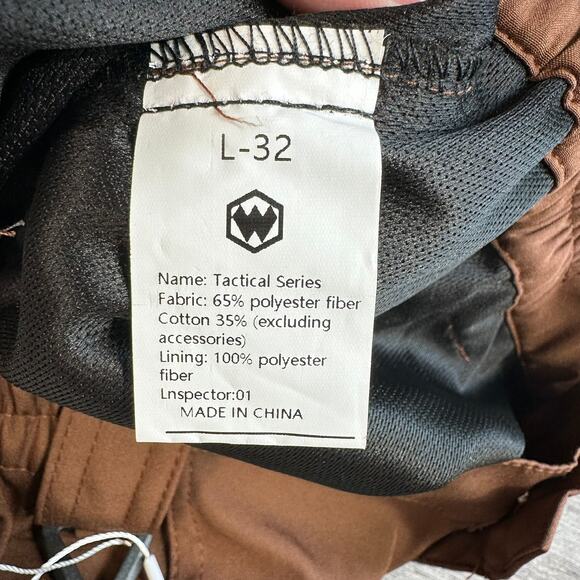 L-32
Name: Tactical Series
Fabric: 65% polyester fiber
Cotton 35% (excluding
accessories)
Lining: 100% polyester
fiber
Lnspector:01
MADE IN CHINA